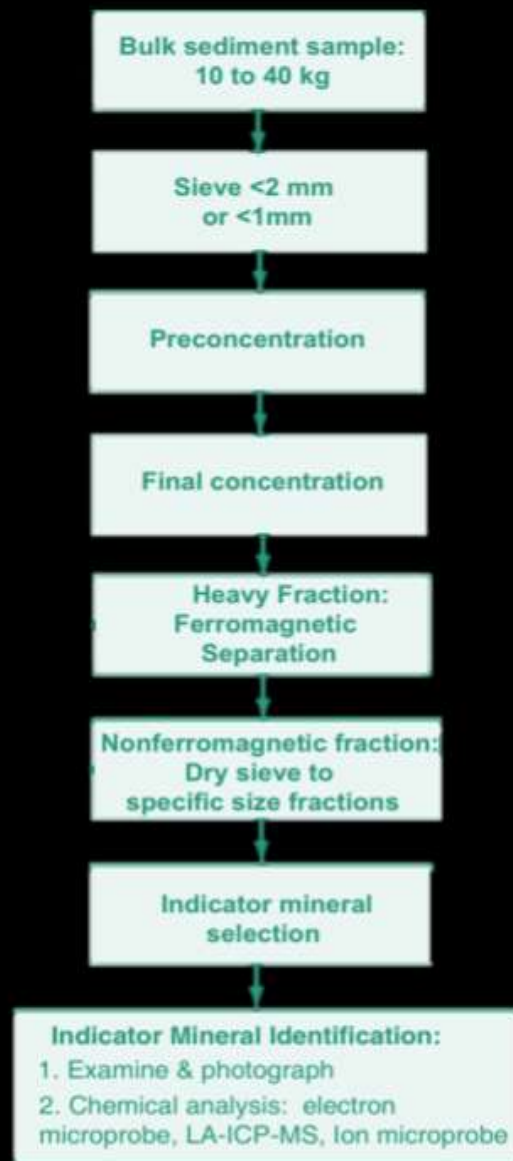 Bulk sediment sample:
10 to 40 kg
Sieve <2 mm
or <1mm
Preconcentration
Final concentration
Heavy Fraction:
Ferromagnetic
Separation
Nonferromagnetic fraction:
Dry sieve to
specific size fractions
Indicator mineral
selection
Indicator Mineral Identification:
1. Examine & photograph
2. Chemical analysis: electron
microprobe, LA-ICP-MS, Ion microprobe